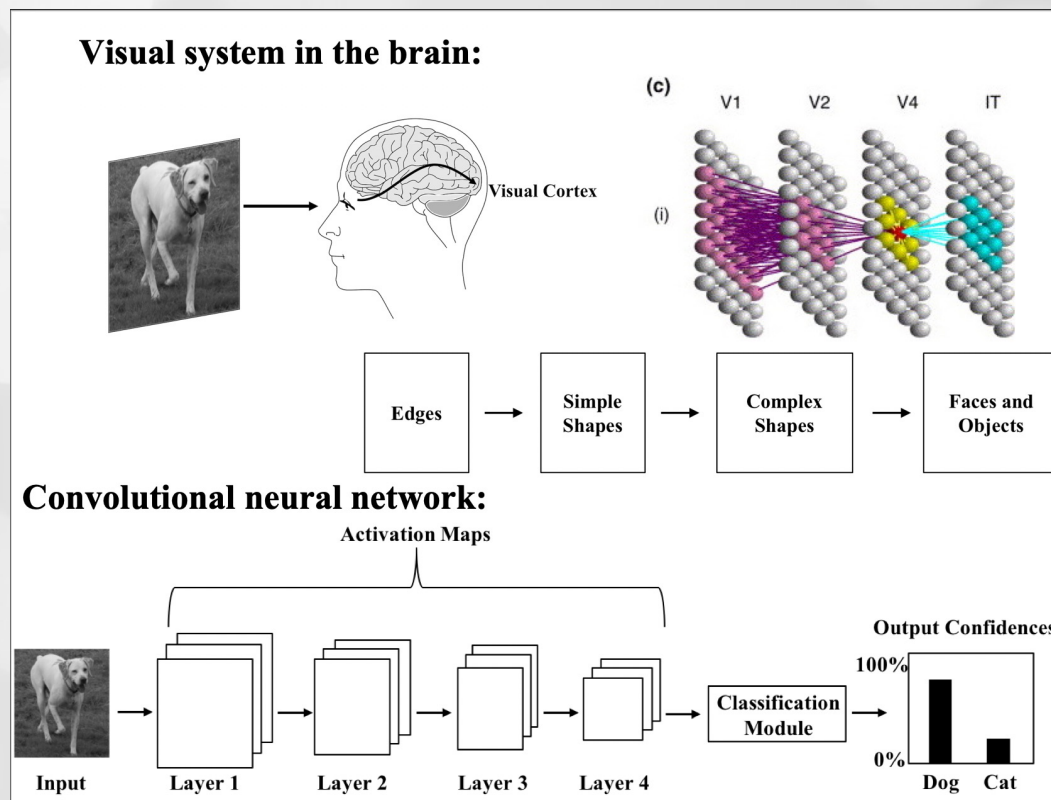 Visual system in the brain:
(c)
V1 V2 V4 IT
(i)
Visual Cortex
Edges
Simple
Shapes
Complex
Shapes
Faces and
Objects
Convolutional neural network:
Activation Maps
Input
Layer 1
Layer 2
Layer 3
Layer 4
Classification
Module
Output Confidences
100%
0%
Dog Cat